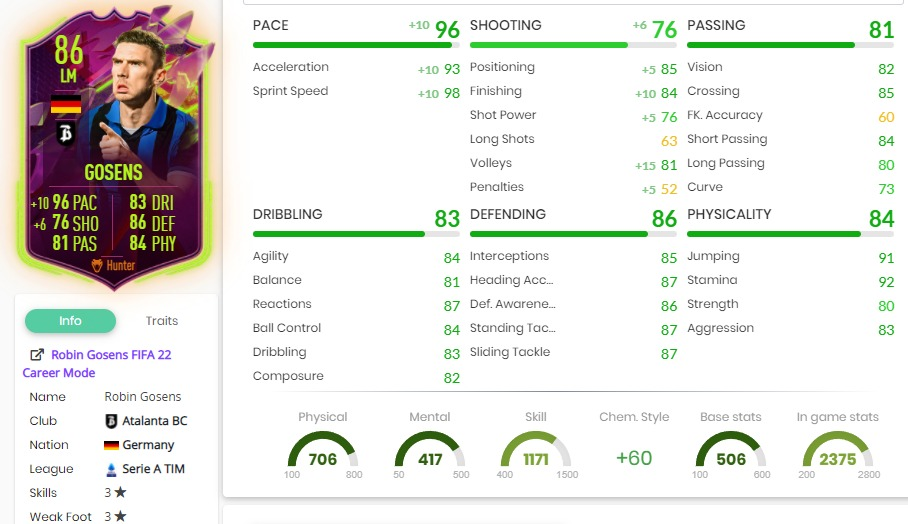 86
LM
GOSENS
+10 96 PAC 83 DRI
+6 76 SHO 86 DEF
81 PAS 84 PHY
Hunter
Info Traits
Robin Gosens FIFA 22
Career Mode
Name Robin Gosens
Club Atalanta BC
Nation Germany
League Serie A TIM
Skills 3 ★
Weak Foot 3 ★
PACE +10 96
Acceleration +10 93
Sprint Speed +10 98
SHOOTING +6 76
Positioning +5 85
Finishing +10 84
Shot Power +5 76
Long Shots 63
Volleys +15 81
Penalties +5 52
PASSING 81
Vision 82
Crossing 85
FK. Accuracy 60
Short Passing 84
Long Passing 80
Curve 73
DRIBBLING 83
Agility 84
Balance 81
Reactions 87
Ball Control 84
Dribbling 83
Composure 82
DEFENDING 86
Interceptions 85
Heading Acc... 87
Def. Awarene... 86
Standing Tac... 87
Sliding Tackle 87
PHYSICALITY 84
Jumping 91
Stamina 92
Strength 80
Aggression 83
Physical Mental Skill Chem. Style Base stats In game stats
706 417 1171 +60 506 2375
100 800 50 500 400 1500 100 600 200 2800